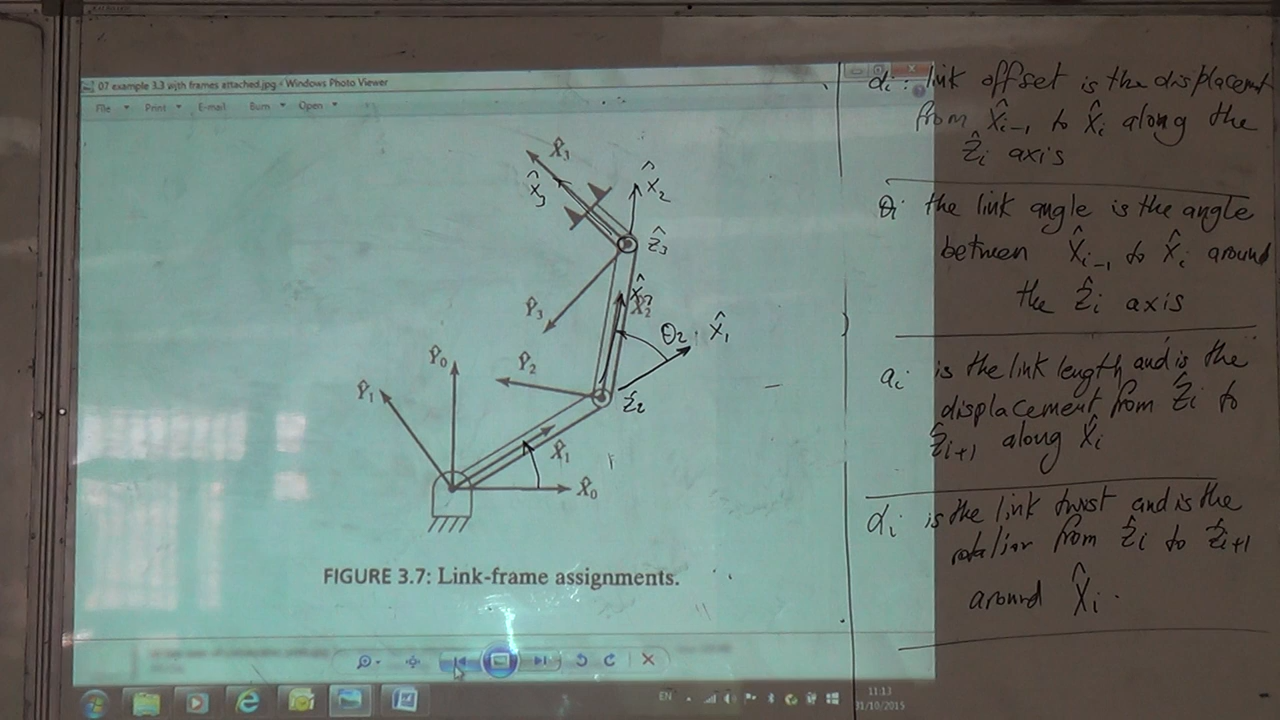 07 example 3.3 with frames attached.jpg - Windows Photo Viewer
File Print E-mail Burn Open
Ŷ3
X̂3
X̂2
Ẑ3
X̂2
Ŷ3
θ2
X̂1
Ŷ0
Ŷ2
Ŷ1
Ẑ2
X̂1
X̂0
FIGURE 3.7: Link-frame assignments.
EN
11:13
31/10/2015
di: link offset is the displacement
from X̂i-1 to X̂i along the
Ẑi axis
θi the link angle is the angle
between X̂i-1 to X̂i around
the Ẑi axis
ai is the link length and is the
displacement from Ẑi to
Ẑi+1 along X̂i
αi is the link twist and is the
rotation from Ẑi to Ẑi+1
around X̂i.